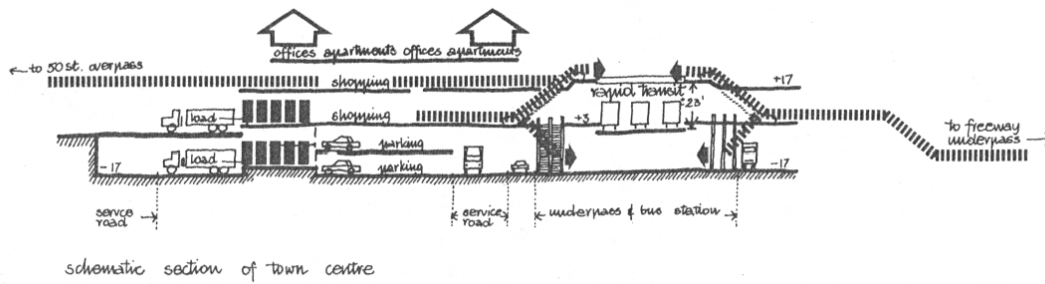 offices apartments offices apartments
← to 50 st. overpass
shopping
+17
rapid transit
23'
load
shopping
+3
to freeway underpass
parking
load
-17
parking
-17
service road
service road
underpass & bus station
schematic section of town centre